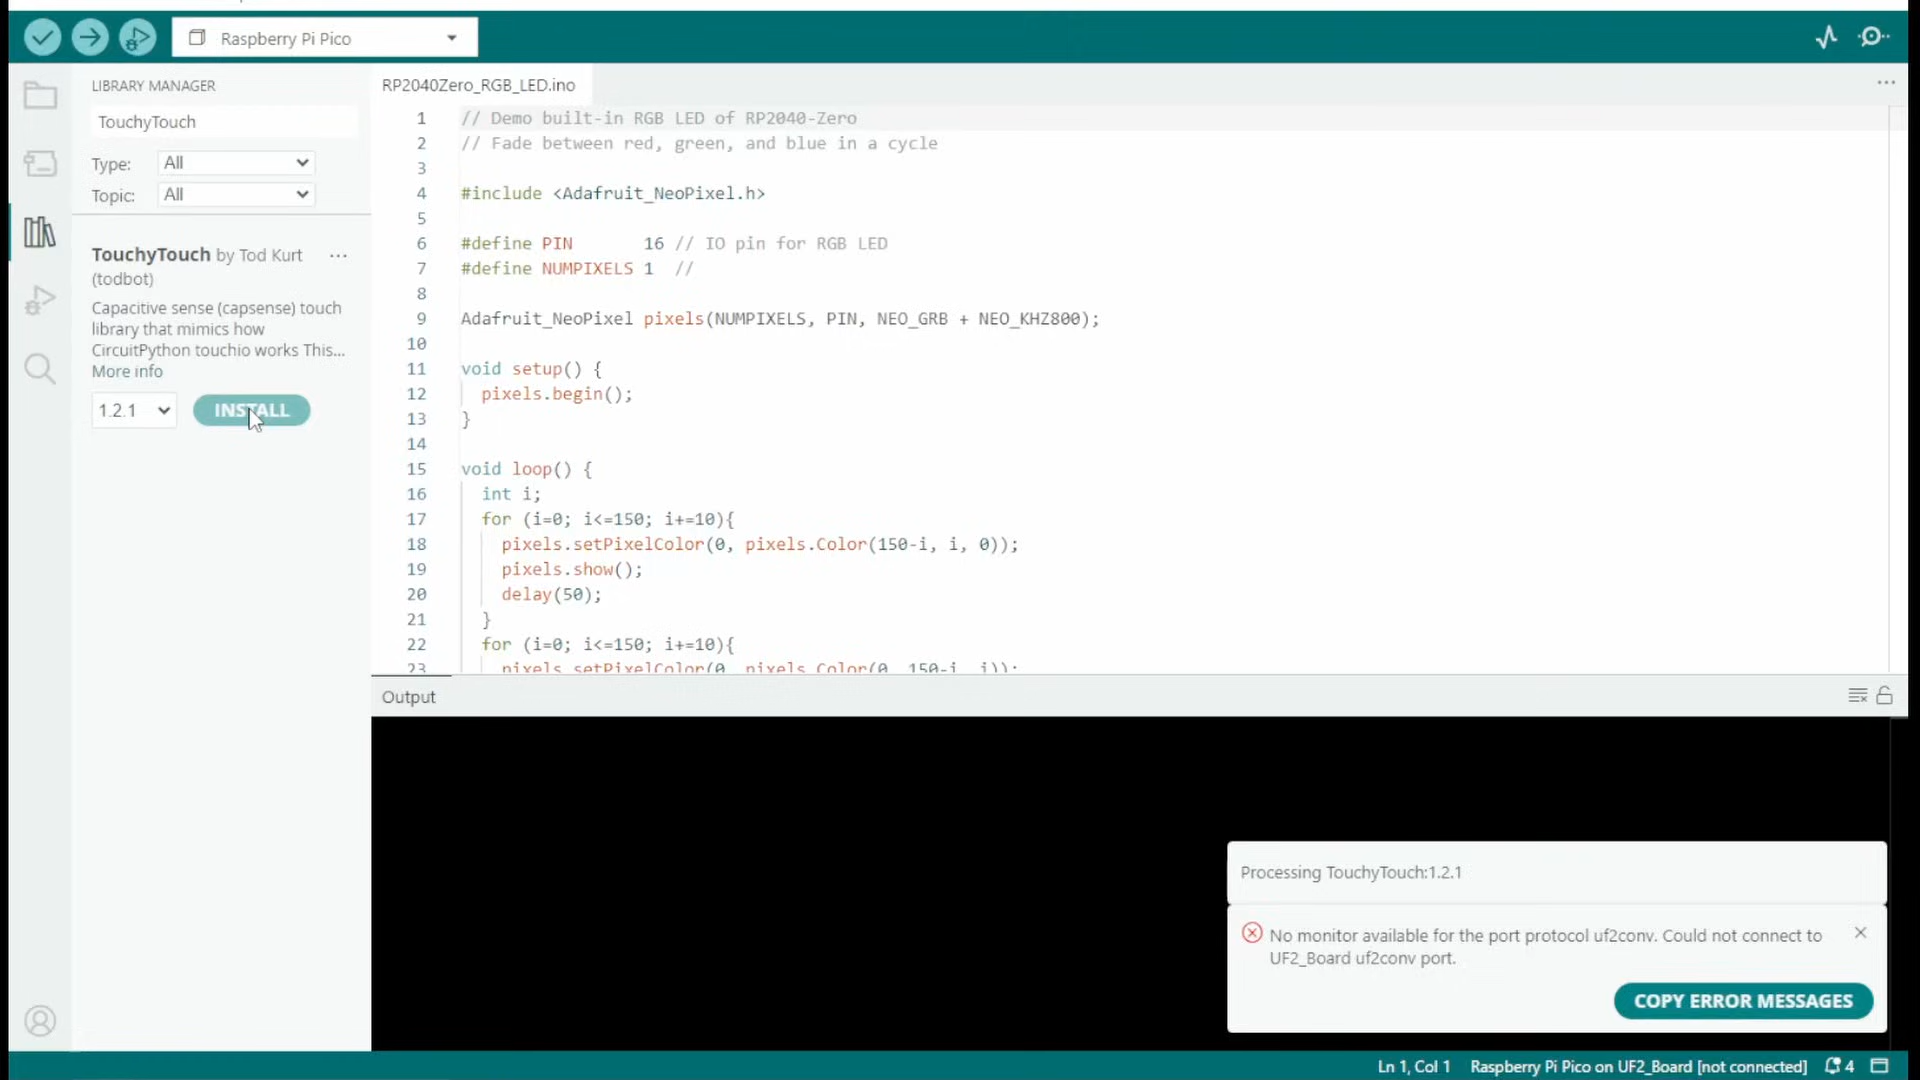 Raspberry Pi Pico
LIBRARY MANAGER
TouchyTouch
Type: All
Topic: All
TouchyTouch by Tod Kurt
(todbot)
Capacitive sense (capsense) touch
library that mimics how
CircuitPython touchio works This...
More info
1.2.1
INSTALL
RP2040Zero_RGB_LED.ino
1 // Demo built-in RGB LED of RP2040-Zero
2 // Fade between red, green, and blue in a cycle
3
4 #include <Adafruit_NeoPixel.h>
5
6 #define PIN 16 // IO pin for RGB LED
7 #define NUMPIXELS 1 //
8
9 Adafruit_NeoPixel pixels(NUMPIXELS, PIN, NEO_GRB + NEO_KHZ800);
10
11 void setup() {
12 pixels.begin();
13 }
14
15 void loop() {
16 int i;
17 for (i=0; i<=150; i+=10){
18 pixels.setPixelColor(0, pixels.Color(150-i, i, 0));
19 pixels.show();
20 delay(50);
21 }
22 for (i=0; i<=150; i+=10){
23 pixels.setPixelColor(0, pixels.Color(0, 150-i, i));
Output
Processing TouchyTouch:1.2.1
No monitor available for the port protocol uf2conv. Could not connect to
UF2_Board uf2conv port.
COPY ERROR MESSAGES
Ln 1, Col 1 Raspberry Pi Pico on UF2_Board [not connected] 4